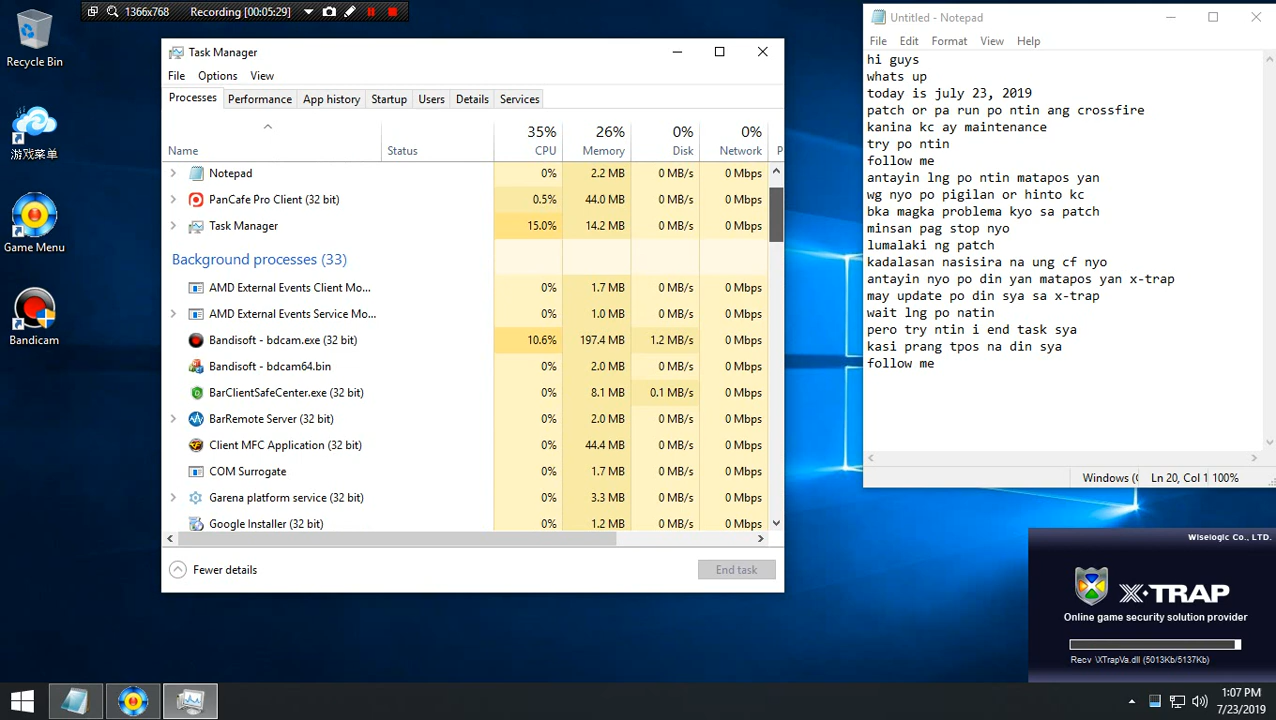 1366x768 Recording [00:05:29]
Recycle Bin
游戏菜单
Game Menu
Bandicam
Task Manager
File Options View
Processes Performance App history Startup Users Details Services
35% 26% 0% 0%
Name Status CPU Memory Disk Network P
Notepad 0% 2.2 MB 0 MB/s 0 Mbps
PanCafe Pro Client (32 bit) 0.5% 44.0 MB 0 MB/s 0 Mbps
Task Manager 15.0% 14.2 MB 0 MB/s 0 Mbps
Background processes (33)
AMD External Events Client Mo... 0% 1.7 MB 0 MB/s 0 Mbps
AMD External Events Service Mo... 0% 1.0 MB 0 MB/s 0 Mbps
Bandisoft - bdcam.exe (32 bit) 10.6% 197.4 MB 1.2 MB/s 0 Mbps
Bandisoft - bdcam64.bin 0% 2.0 MB 0 MB/s 0 Mbps
BarClientSafeCenter.exe (32 bit) 0% 8.1 MB 0.1 MB/s 0 Mbps
BarRemote Server (32 bit) 0% 2.0 MB 0 MB/s 0 Mbps
Client MFC Application (32 bit) 0% 44.4 MB 0 MB/s 0 Mbps
COM Surrogate 0% 1.7 MB 0 MB/s 0 Mbps
Garena platform service (32 bit) 0% 3.3 MB 0 MB/s 0 Mbps
Google Installer (32 bit) 0% 1.2 MB 0 MB/s 0 Mbps
Fewer details End task
Untitled - Notepad
File Edit Format View Help
hi guys
whats up
today is july 23, 2019
patch or pa run po ntin ang crossfire
kanina kc ay maintenance
try po ntin
follow me
antayin lng po ntin matapos yan
wg nyo po pigilan or hinto kc
bka magka problema kyo sa patch
minsan pag stop nyo
lumalaki ng patch
kadalasan nasisira na ung cf nyo
antayin nyo po din yan matapos yan x-trap
may update po din sya sa x-trap
wait lng po natin
pero try ntin i end task sya
kasi prang tpos na din sya
follow me
Windows (C Ln 20, Col 1 100%
Wiselogic Co., LTD.
X-TRAP
Online game security solution provider
Recv \XTrapVa.dll (5013Kb/5137Kb)
1:07 PM
7/23/2019